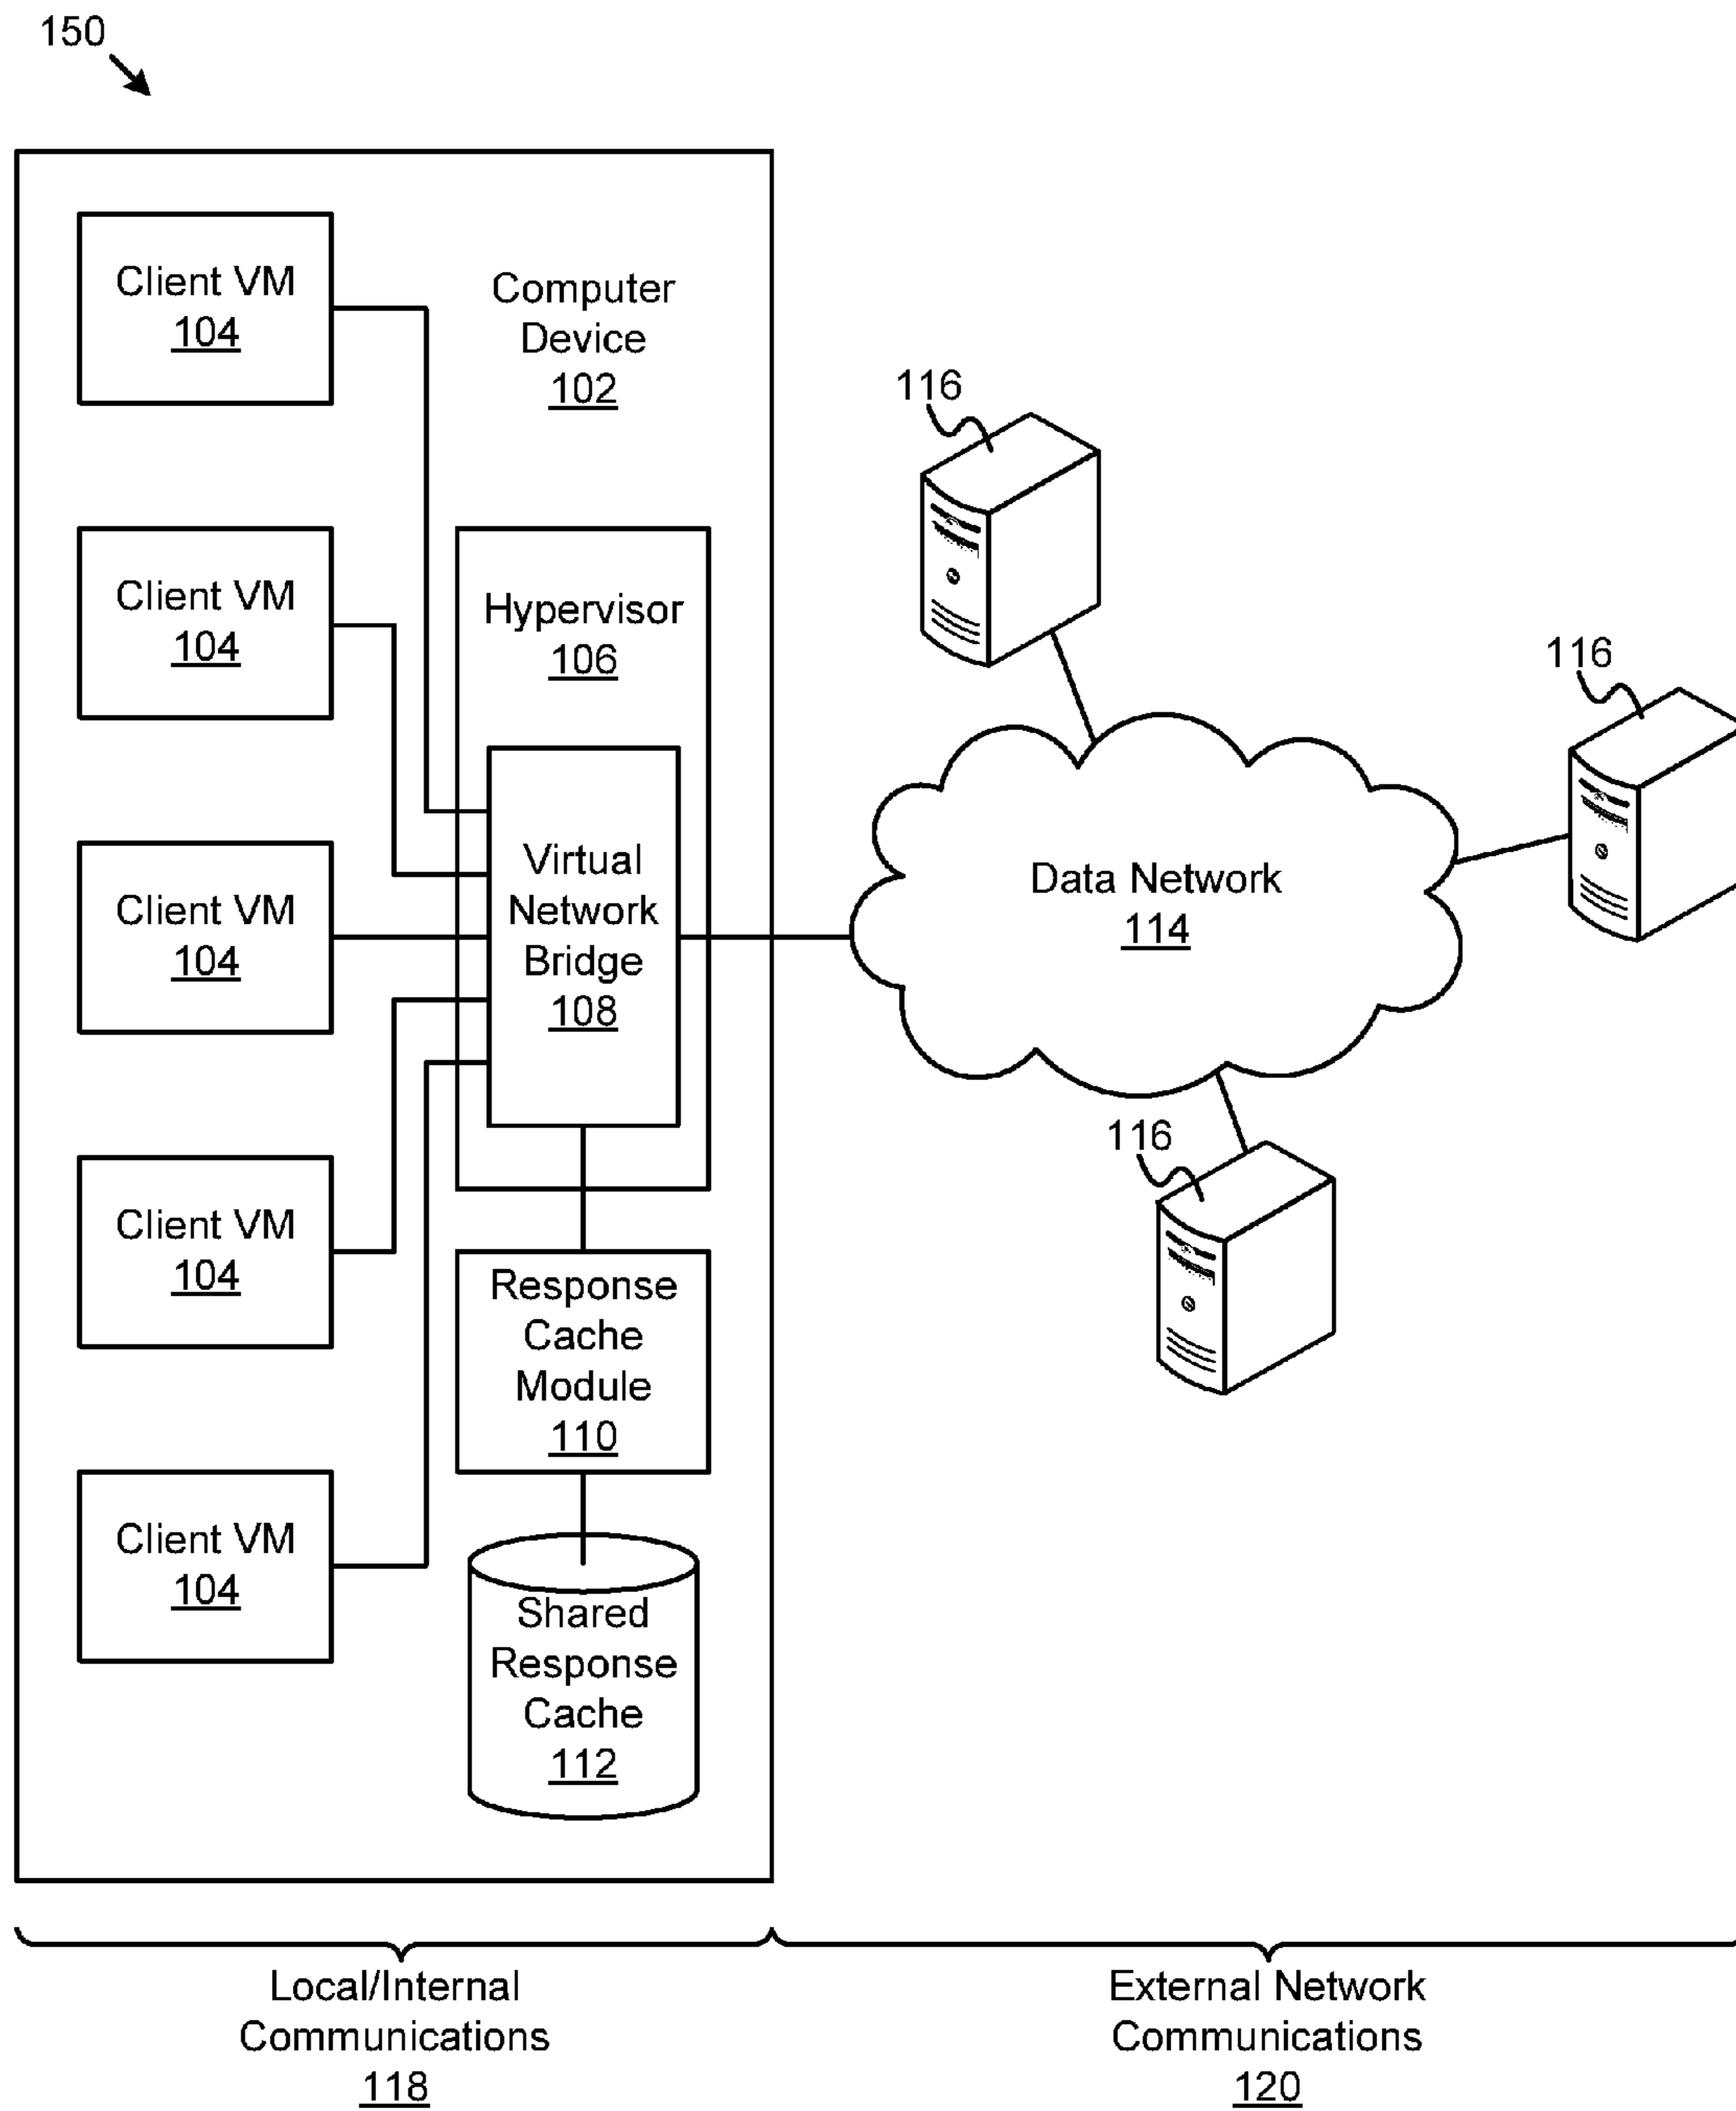 150
Client VM
104
Computer
Device
102
Client VM
104
Hypervisor
106
Client VM
104
Virtual
Network
Bridge
108
Client VM
104
Response
Cache
Module
110
Client VM
104
Shared
Response
Cache
112
116
116
Data Network
114
116
Local/Internal
Communications
118
External Network
Communications
120